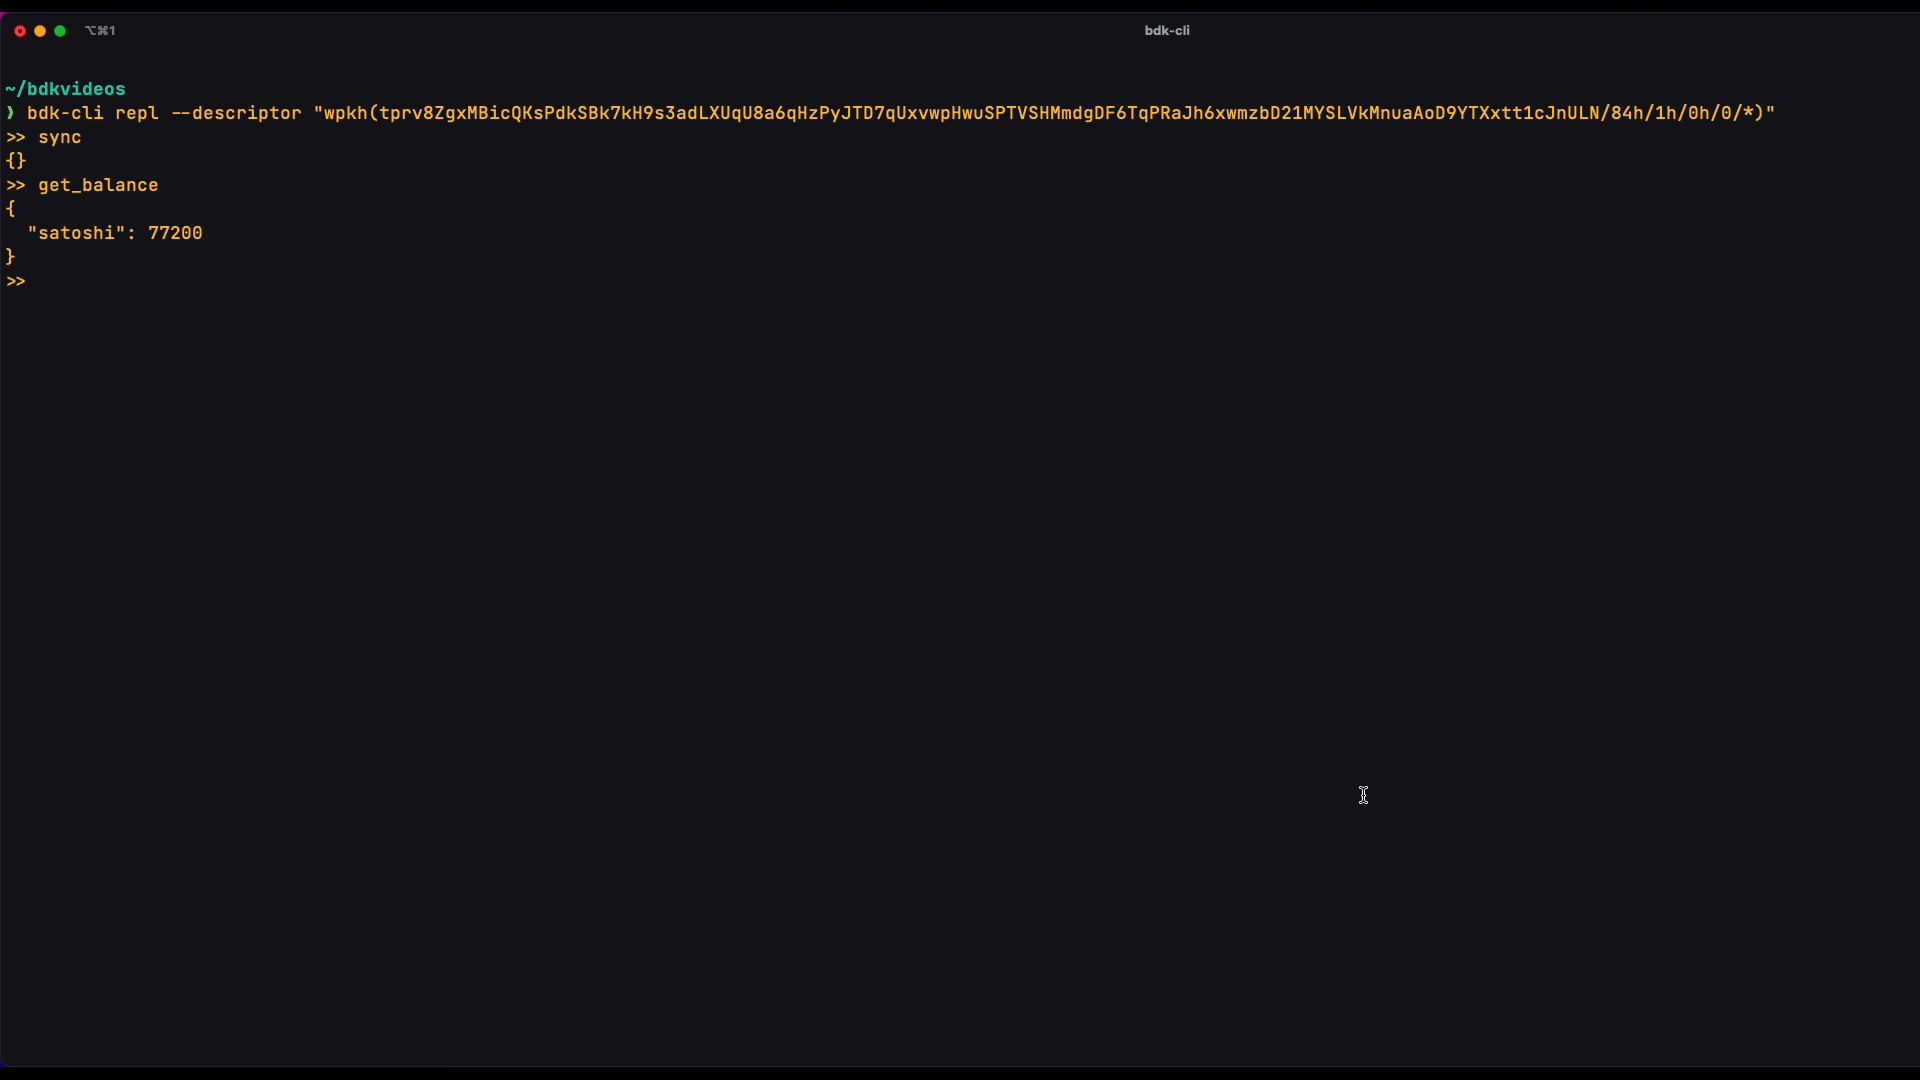 ⌥⌘1
bdk-cli
~/bdkvideos
❯ bdk-cli repl --descriptor "wpkh(tprv8ZgxMBicQKsPdkSBk7kH9s3adLXUqU8a6qHzPyJTD7qUxvwpHwuSPTVSHMmdgDF6TqPRaJh6xwmzbD21MYSLVkMnuaAoD9YTXxtt1cJnULN/84h/1h/0h/0/*)"
>> sync
{}
>> get_balance
{
  "satoshi": 77200
}
>>